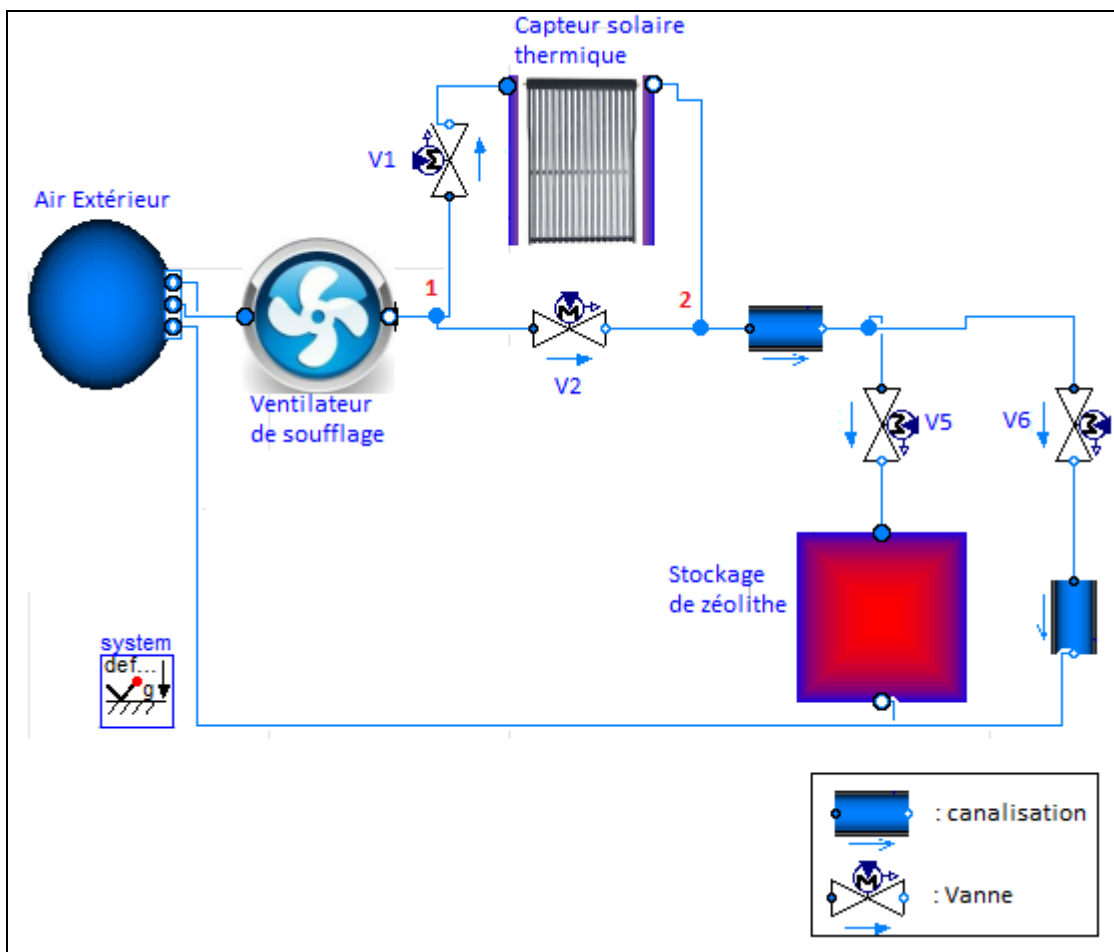 Capteur solaire
thermique
V1
Air Extérieur
1
2
M
V2
Ventilateur
de soufflage
V5
V6
M
M
M
Stockage
de zéolithe
system
def...
g
: canalisation
M
: Vanne